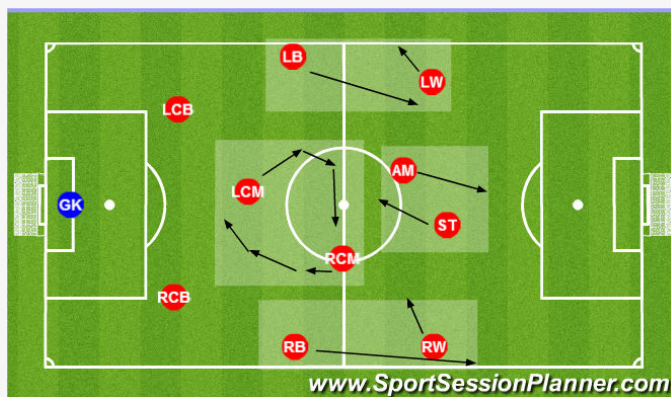 LB
LW
LCB
AM
LCM
GK
ST
RCM
RCB
RB
RW
www.SportSessionPlanner.com